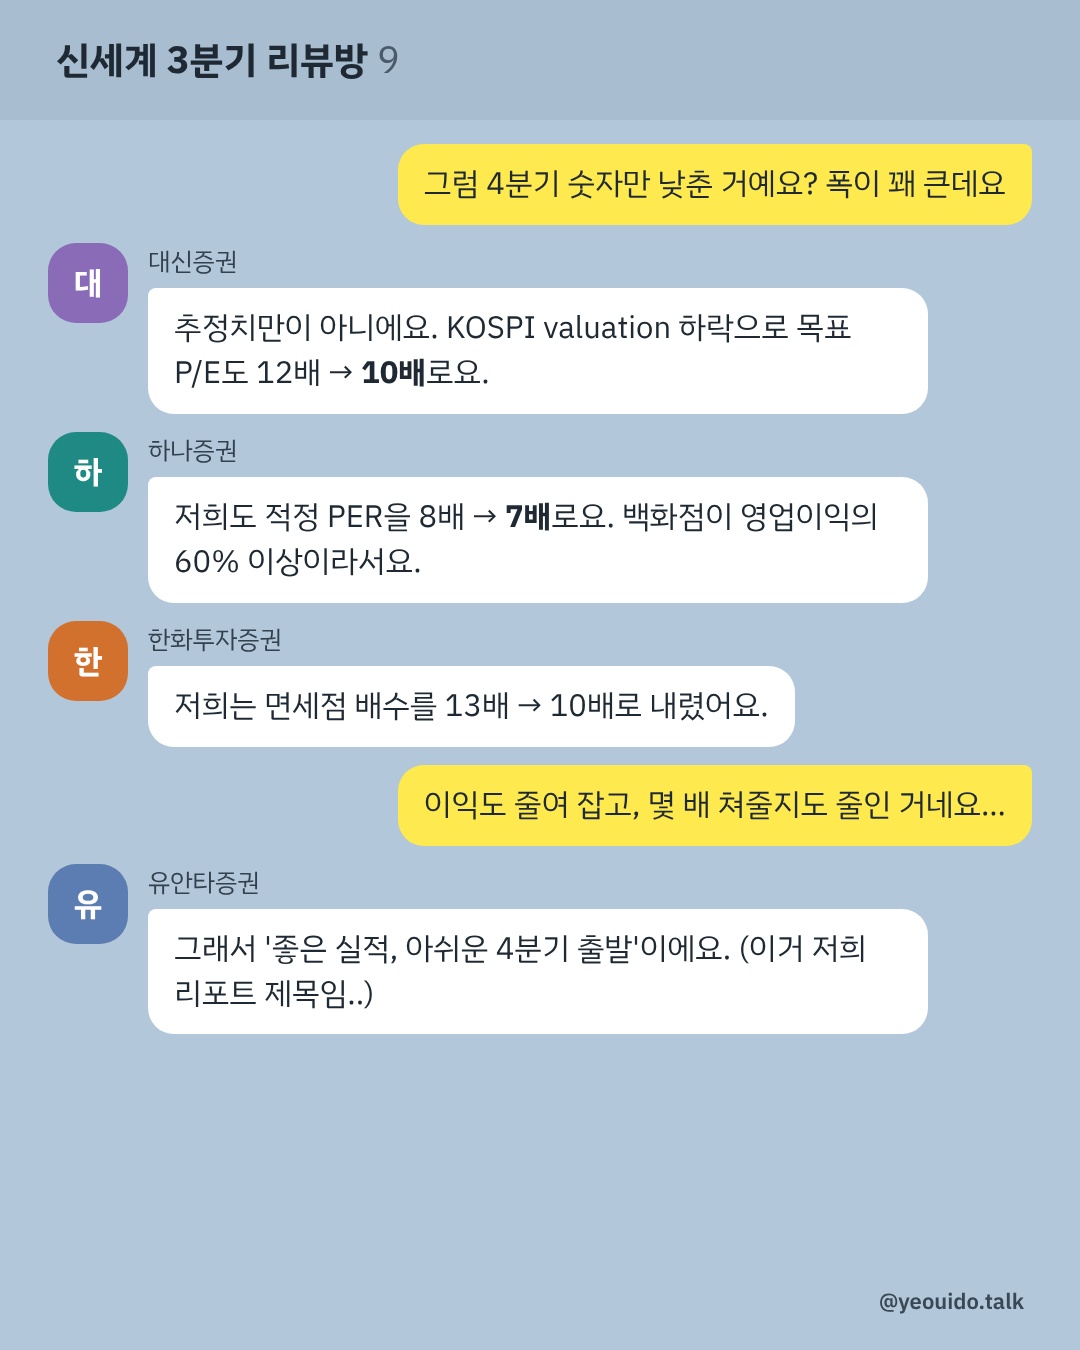 신세계 3분기 리뷰방 9
그럼 4분기 숫자만 낮춘 거예요? 폭이 꽤 큰데요
대
대신증권
추정치만이 아니에요. KOSPI valuation 하락으로 목표
P/E도 12배 → 10배로요.
하
하나증권
저희도 적정 PER을 8배 → 7배로요. 백화점이 영업이익의
60% 이상이라서요.
한
한화투자증권
저희는 면세점 배수를 13배 → 10배로 내렸어요.
이익도 줄여 잡고, 몇 배 쳐줄지도 줄인 거네요...
유
유안타증권
그래서 '좋은 실적, 아쉬운 4분기 출발'이에요. (이거 저희
리포트 제목임..)
@yeouido.talk